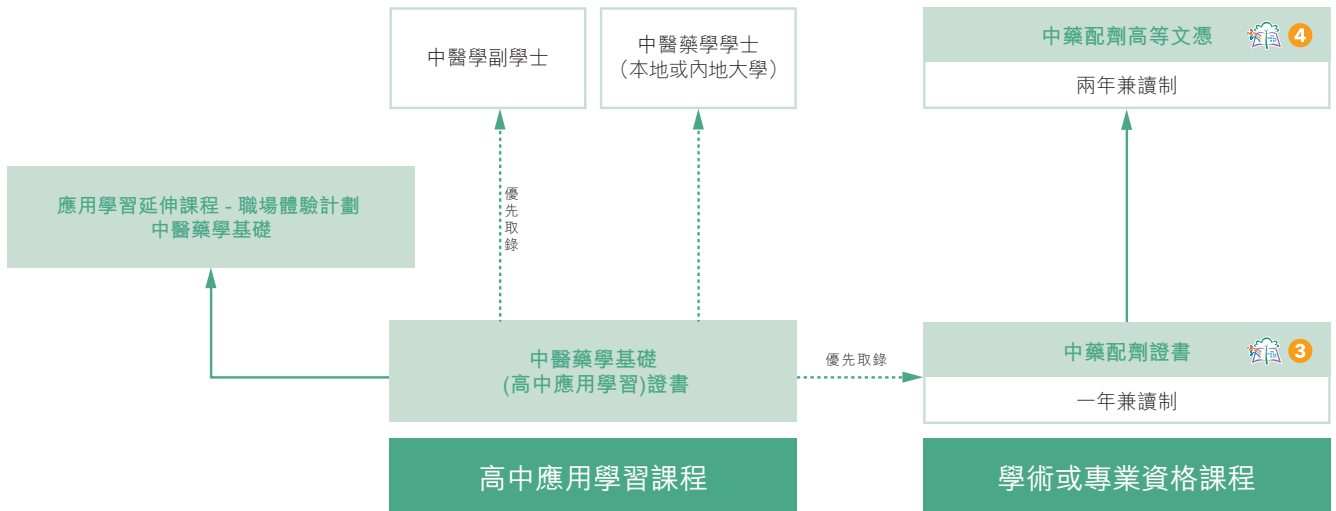 中醫學副學士
中醫藥學學士
（本地或內地大學）
中藥配劑高等文憑
4
兩年兼讀制
應用學習延伸課程 - 職場體驗計劃
中醫藥學基礎
優先取錄
中醫藥學基礎
(高中應用學習)證書
優先取錄
中藥配劑證書
3
一年兼讀制
高中應用學習課程
學術或專業資格課程